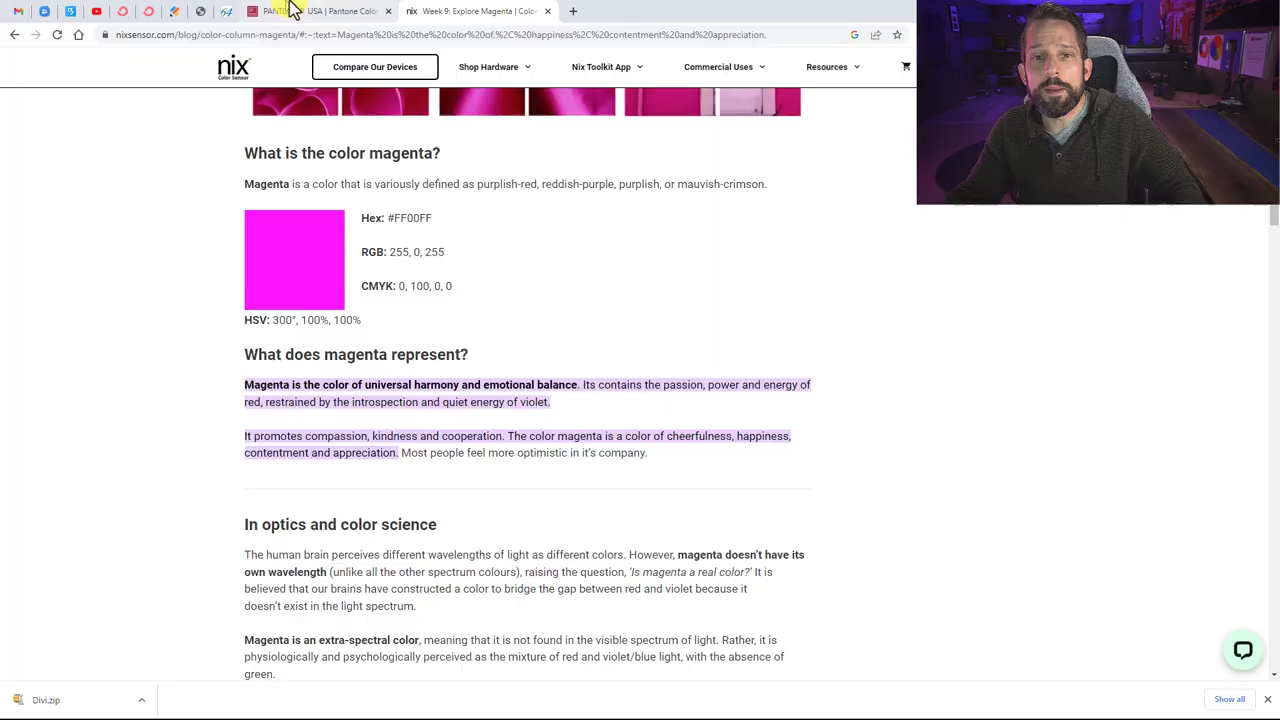 PANTO USA | Pantone Color
Week 9: Explore Magenta | Color
nixsensor.com/blog/color-column-magenta/#:~:text=Magenta%20is%20the%20color%20of,%2C%20happiness%2C%20contentment%20and%20appreciation.
nix
Color Sensor
Compare Our Devices
Shop Hardware
Nix Toolkit App
Commercial Uses
Resources
What is the color magenta?
Magenta is a color that is variously defined as purplish-red, reddish-purple, purplish, or mauvish-crimson.
Hex: #FF00FF
RGB: 255, 0, 255
CMYK: 0, 100, 0, 0
HSV: 300°, 100%, 100%
What does magenta represent?
Magenta is the color of universal harmony and emotional balance. Its contains the passion, power and energy of
red, restrained by the introspection and quiet energy of violet.
It promotes compassion, kindness and cooperation. The color magenta is a color of cheerfulness, happiness,
contentment and appreciation. Most people feel more optimistic in it's company.
In optics and color science
The human brain perceives different wavelengths of light as different colors. However, magenta doesn't have its
own wavelength (unlike all the other spectrum colours), raising the question, 'Is magenta a real color?' It is
believed that our brains have constructed a color to bridge the gap between red and violet because it
doesn't exist in the light spectrum.
Magenta is an extra-spectral color, meaning that it is not found in the visible spectrum of light. Rather, it is
physiologically and psychologically perceived as the mixture of red and violet/blue light, with the absence of
green.
Divi.zip
Show all